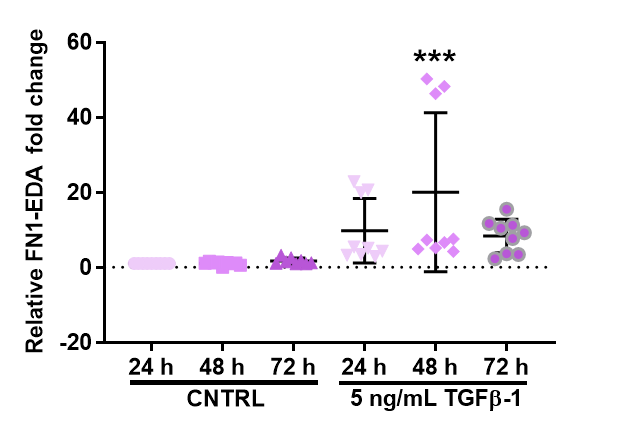 Relative FN1-EDA fold change
60
40
20
0
-20
***
24 h 48 h 72 h 24 h 48 h 72 h
CNTRL 5 ng/mL TGFβ-1